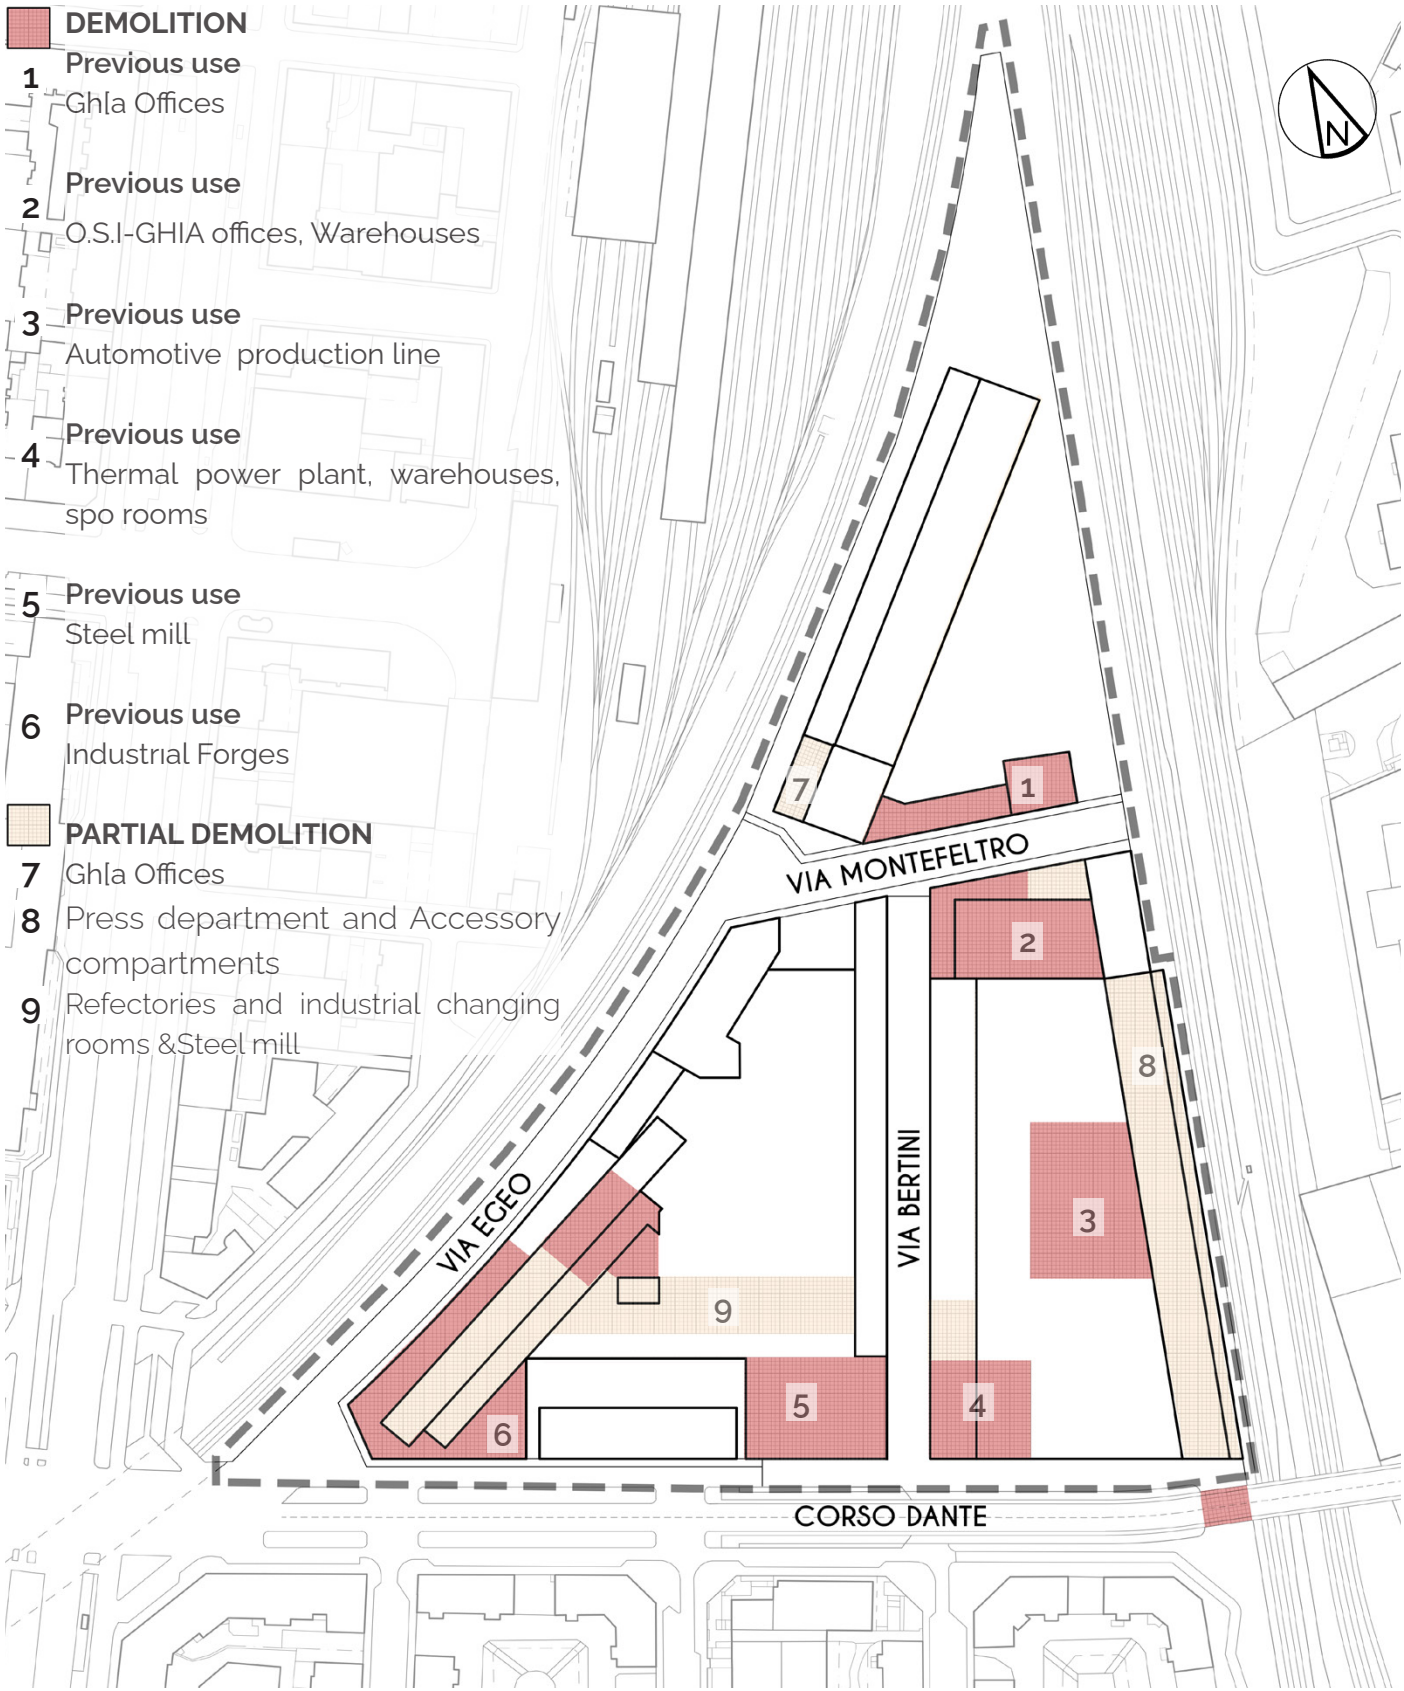 DEMOLITION
1 Previous use
Gh[a Offices
2 Previous use
O.S.I-GHIA offices, Warehouses
3 Previous use
Automotive production line
4 Previous use
Thermal power plant, warehouses,
spo rooms
5 Previous use
Steel mill
6 Previous use
Industrial Forges
PARTIAL DEMOLITION
7 Gh[a Offices
8 Press department and Accessory
compartments
9 Refectories and industrial changing
rooms &Steel mill
N
7
1
VIA MONTEFELTRO
2
8
VIA BERTINI
VIA EGEO
3
9
5
4
6
CORSO DANTE